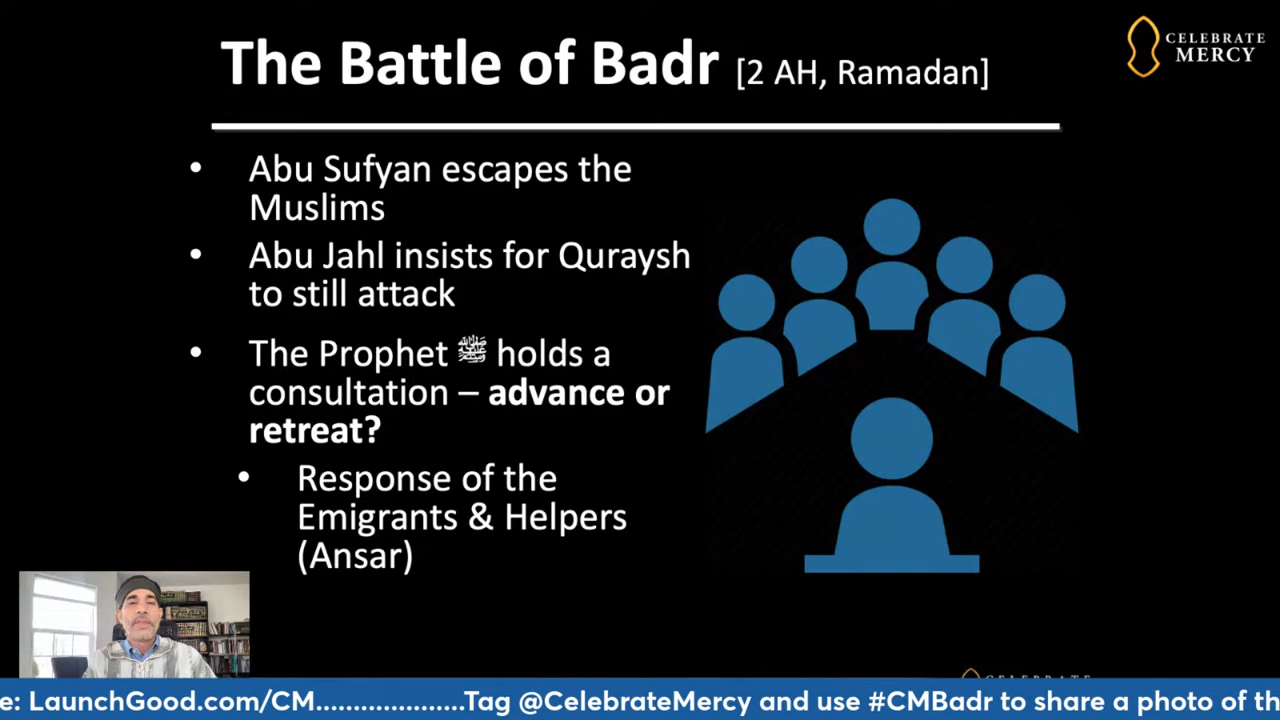 The Battle of Badr [2 AH, Ramadan]
CELEBRATE
MERCY
• Abu Sufyan escapes the
Muslims
• Abu Jahl insists for Quraysh
to still attack
• The Prophet ﷺ holds a
consultation – advance or
retreat?
• Response of the
Emigrants & Helpers
(Ansar)
CELEBRATE
e: LaunchGood.com/CM.....................Tag @CelebrateMercy and use #CMBadr to share a photo of th